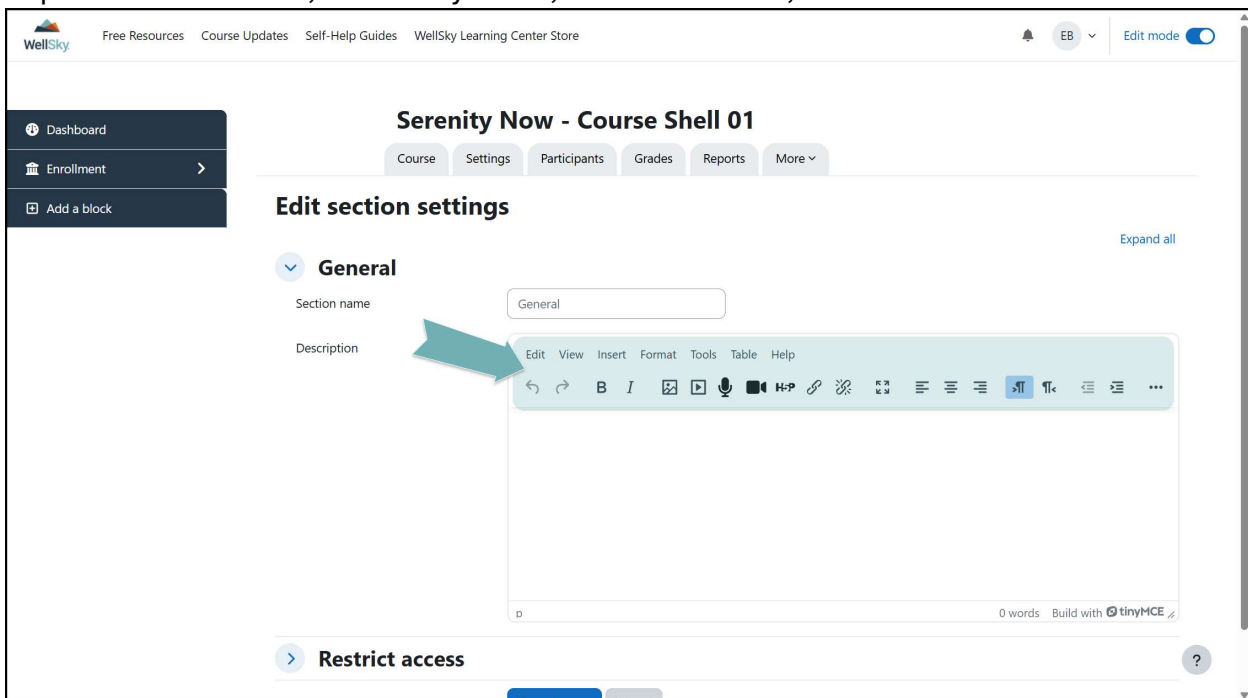 WellSky Free Resources Course Updates Self-Help Guides WellSky Learning Center Store EB Edit mode
Dashboard
Enrollment
Add a block
Serenity Now - Course Shell 01
Course Settings Participants Grades Reports More
Edit section settings
Expand all
General
Section name General
Description
Edit View Insert Format Tools Table Help
B I H-P
p 0 words Build with tinyMCE
Restrict access
?